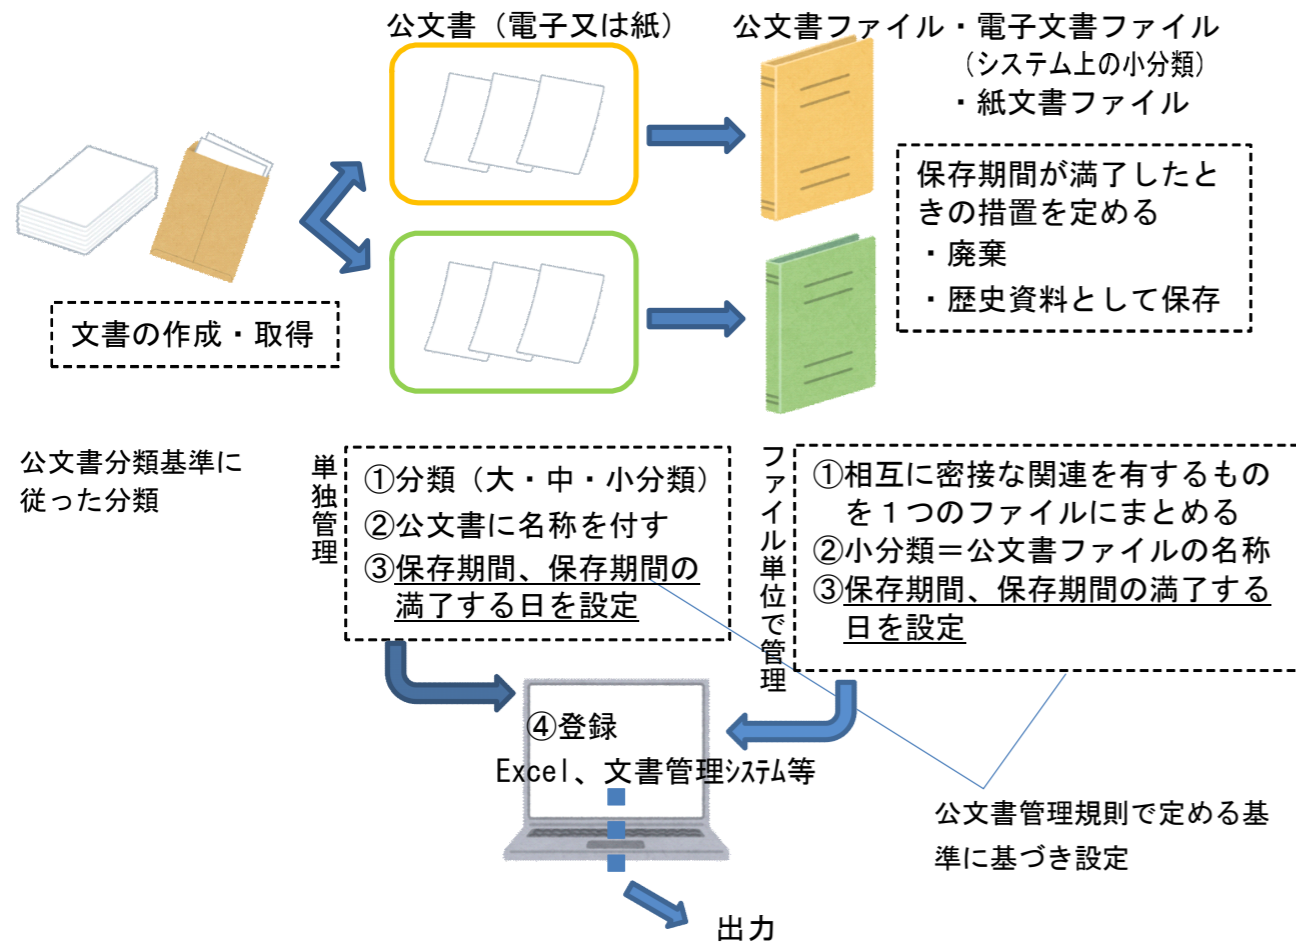 公文書（電子又は紙）
公文書ファイル・電子文書ファイル
（システム上の小分類）
・紙文書ファイル
保存期間が満了したと
きの措置を定める
・廃棄
・歴史資料として保存
文書の作成・取得
公文書分類基準に
従った分類
単独管理
①分類（大・中・小分類）
②公文書に名称を付す
③保存期間、保存期間の
満了する日を設定
ファイル単位で管理
①相互に密接な関連を有するもの
を１つのファイルにまとめる
②小分類＝公文書ファイルの名称
③保存期間、保存期間の満了する
日を設定
④登録
Excel、文書管理ｼｽﾃﾑ等
公文書管理規則で定める基
準に基づき設定
出力